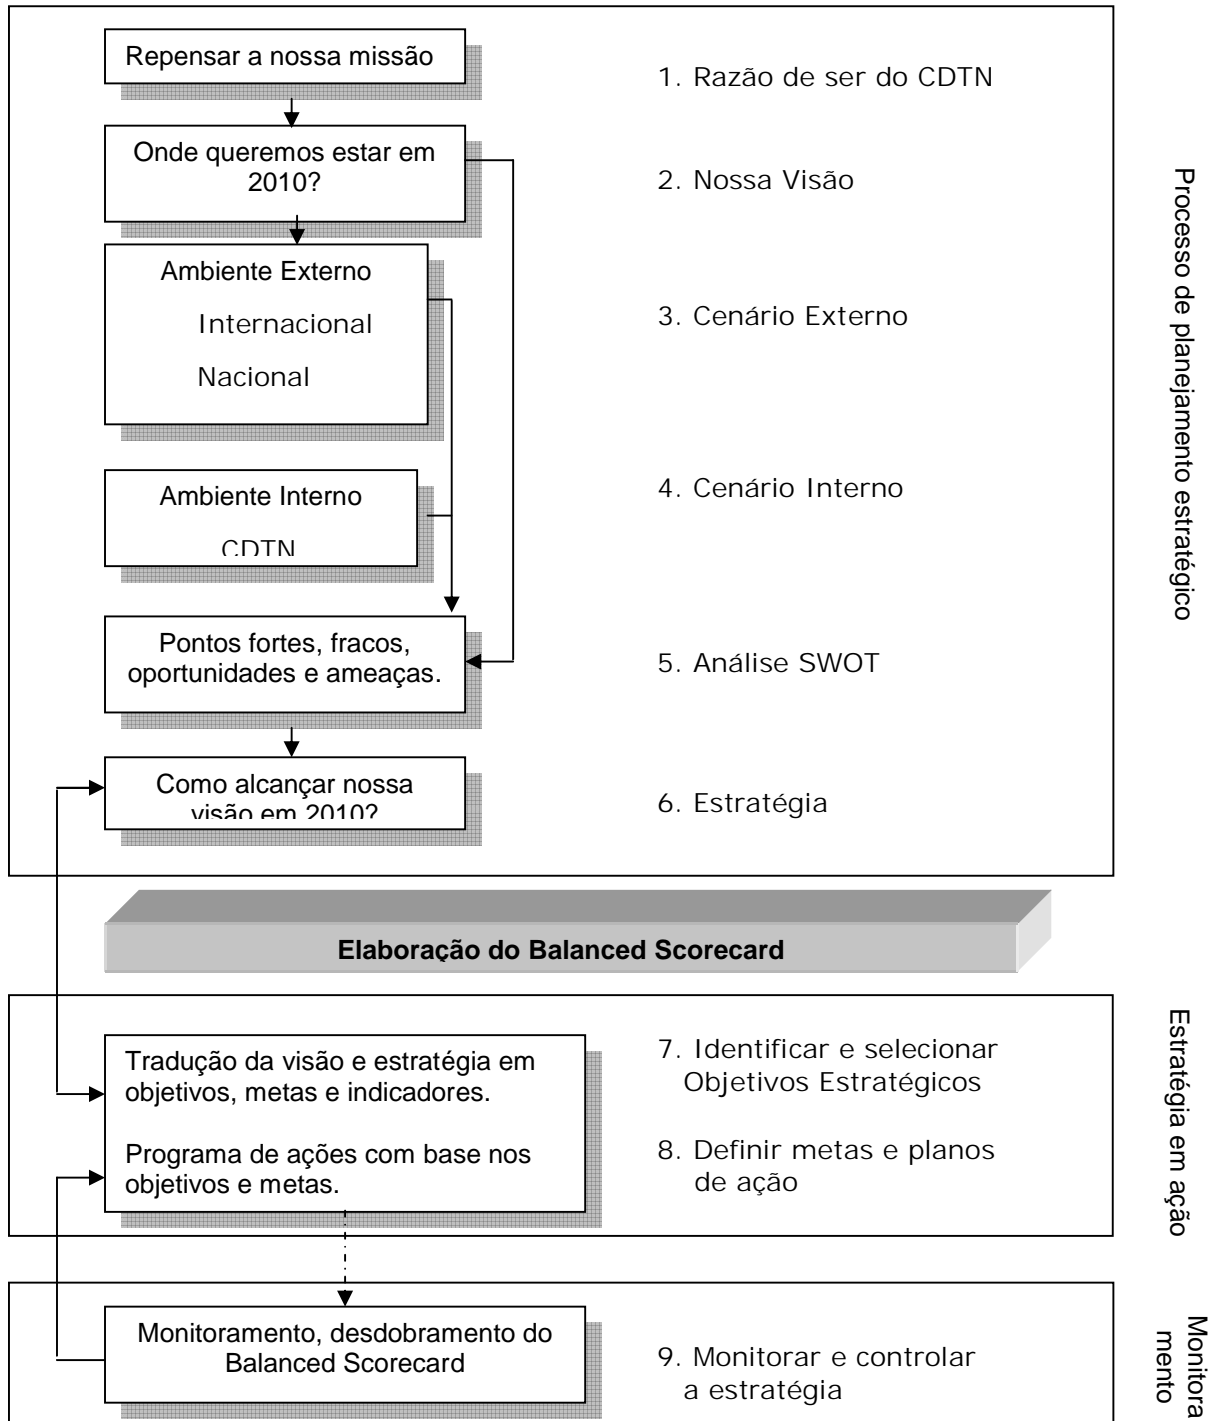 Repensar a nossa missão
1. Razão de ser do CDTN
Onde queremos estar em
2010?
2. Nossa Visão
Ambiente Externo
Internacional
Nacional
3. Cenário Externo
Ambiente Interno
CDTN
4. Cenário Interno
Pontos fortes, fracos,
oportunidades e ameaças.
5. Análise SWOT
Como alcançar nossa
visão em 2010?
6. Estratégia
Processo de planejamento estratégico
Elaboração do Balanced Scorecard
Tradução da visão e estratégia em
objetivos, metas e indicadores.
Programa de ações com base nos
objetivos e metas.
7. Identificar e selecionar
Objetivos Estratégicos
8. Definir metas e planos
de ação
Estratégia em ação
Monitoramento, desdobramento do
Balanced Scorecard
9. Monitorar e controlar
a estratégia
Monitora
mento